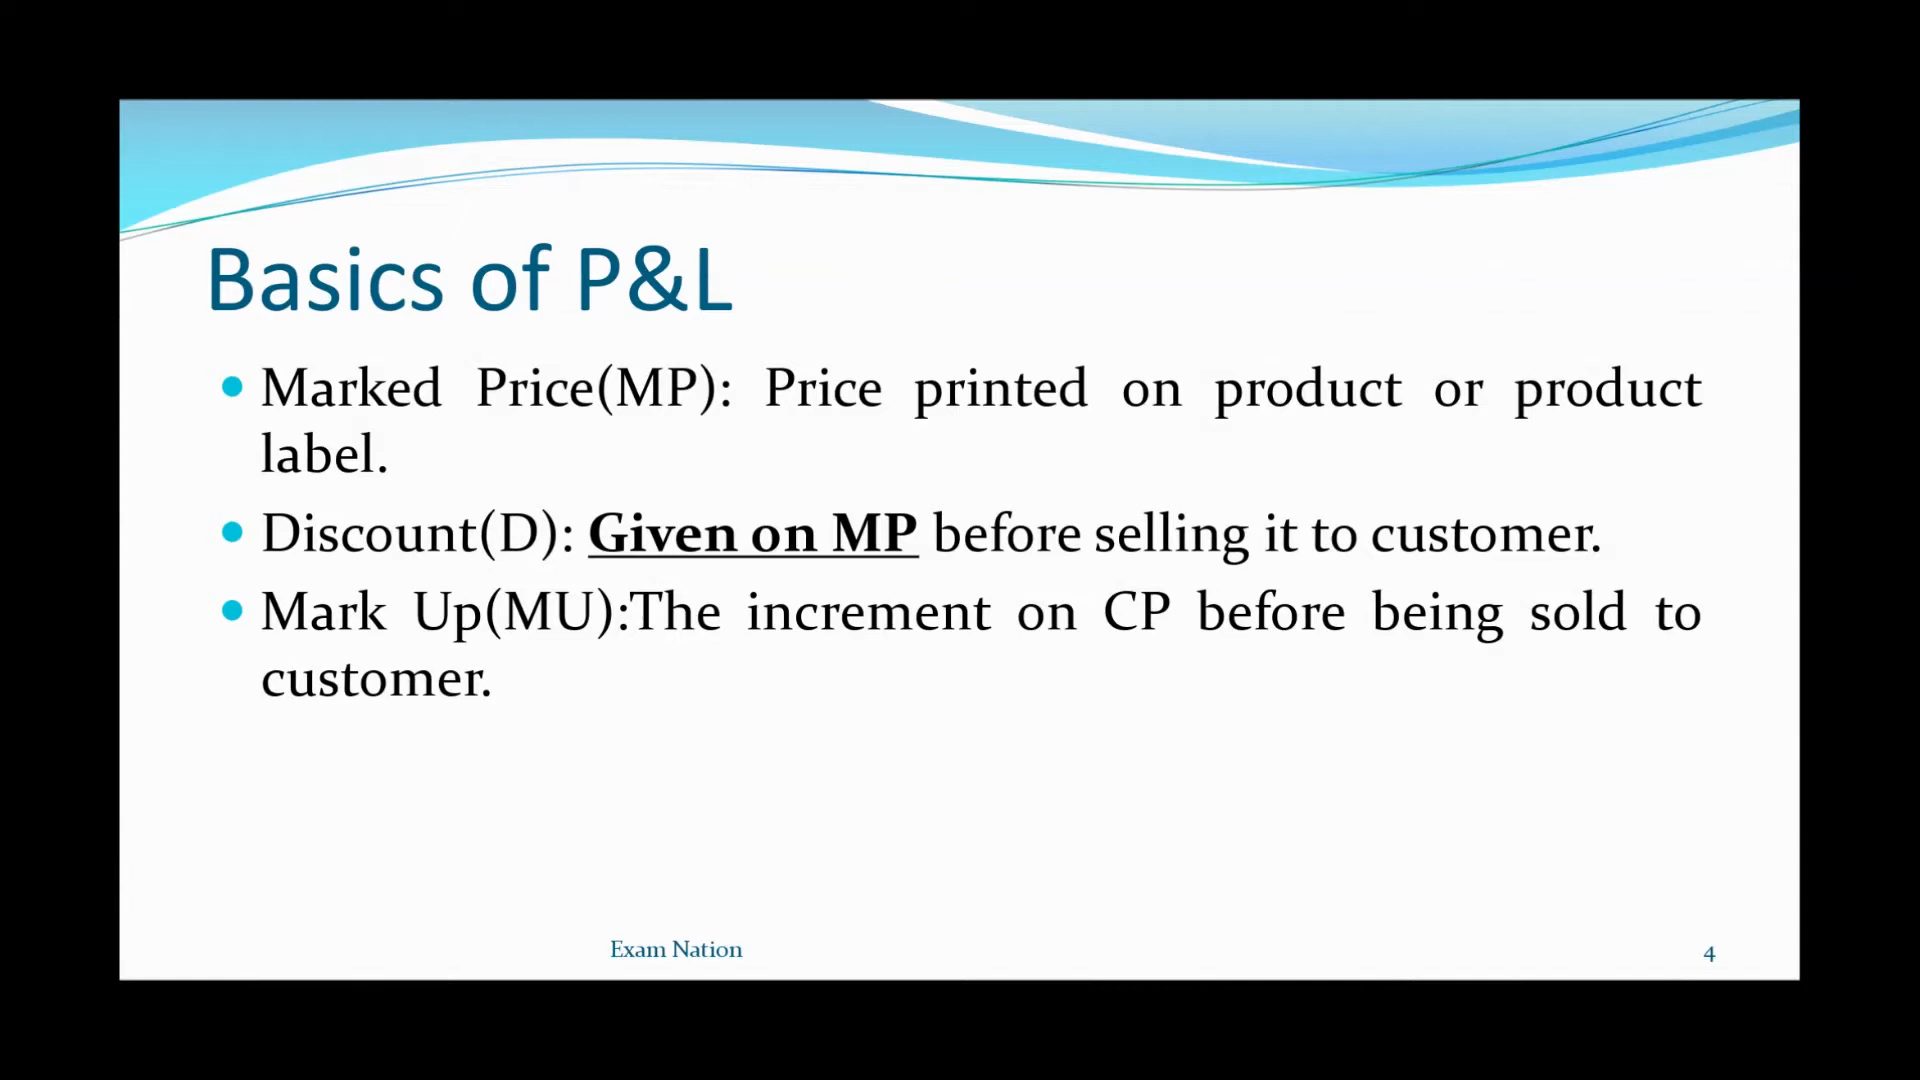 Basics of P&L
Marked Price(MP): Price printed on product or product
label.
Discount(D): Given on MP before selling it to customer.
Mark Up(MU):The increment on CP before being sold to
customer.
Exam Nation
4